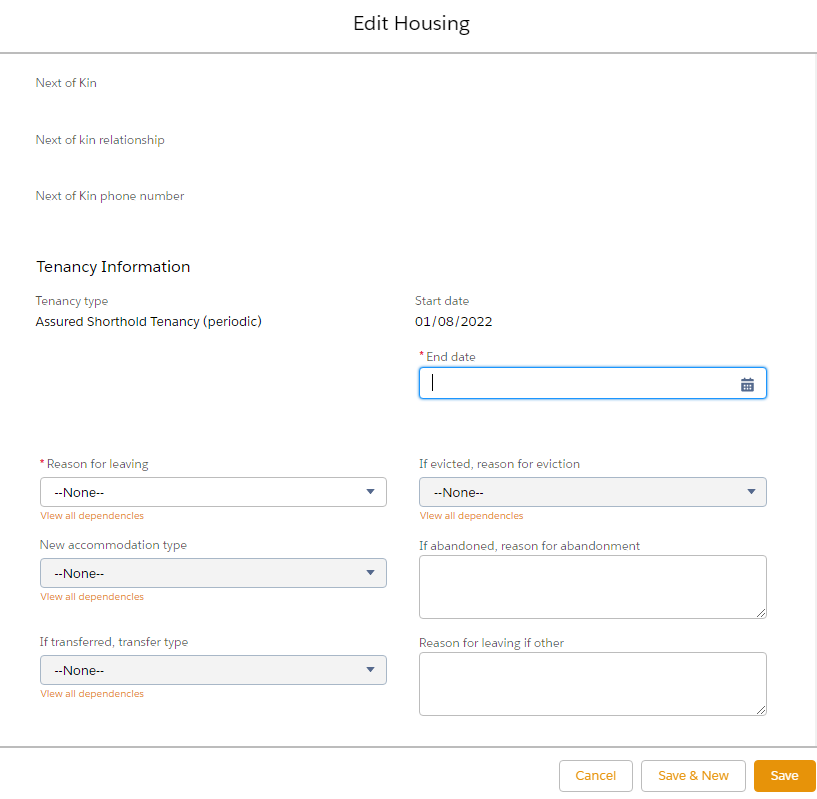 Edit Housing
Next of Kin
Next of kin relationship
Next of Kin phone number
Tenancy Information
Tenancy type
Assured Shorthold Tenancy (periodic)
Start date
01/08/2022
* End date
* Reason for leaving
--None--
View all dependencies
If evicted, reason for eviction
--None--
View all dependencies
New accommodation type
--None--
View all dependencies
If abandoned, reason for abandonment
If transferred, transfer type
--None--
View all dependencies
Reason for leaving if other
Cancel
Save & New
Save